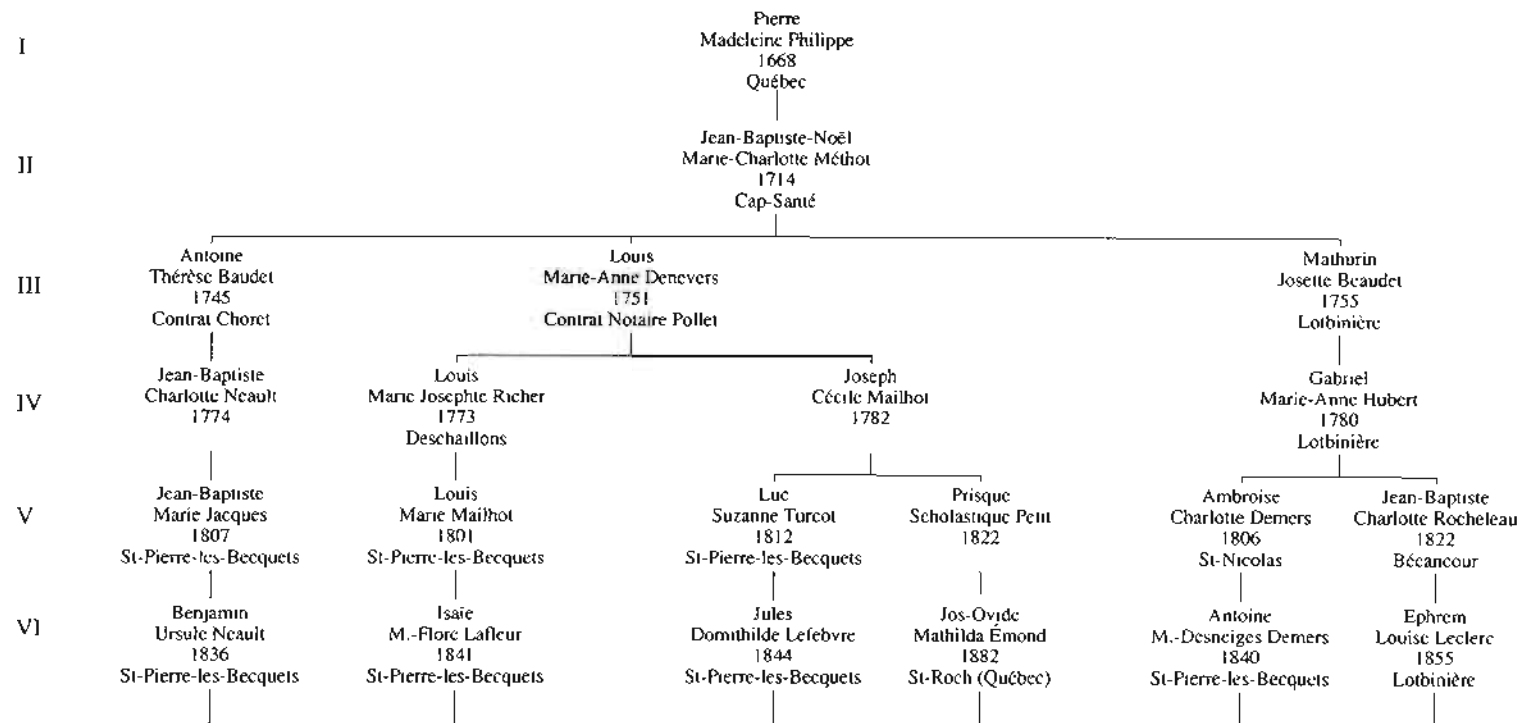 I
Pierre
Madeleine Philippe
1668
Québec
II
Jean-Baptiste-Noël
Marie-Charlotte Méthot
1714
Cap-Santé
III
Antoine
Thérèse Baudet
1745
Contrat Choret
Louis
Marie-Anne Denevers
1751
Contrat Notaire Pollet
Mathurin
Josette Beaudet
1755
Lotbinière
IV
Jean-Baptiste
Charlotte Neault
1774
Louis
Marie Josephte Richer
1773
Deschaillons
Joseph
Cécile Mailhot
1782
Gabriel
Marie-Anne Hubert
1780
Lotbinière
V
Jean-Baptiste
Marie Jacques
1807
St-Pierre-les-Becquets
Louis
Marie Mailhot
1801
St-Pierre-les-Becquets
Luc
Suzanne Turcot
1812
St-Pierre-les-Becquets
Prisque
Scholastique Petit
1822
Ambroise
Charlotte Demers
1806
St-Nicolas
Jean-Baptiste
Charlotte Rocheleau
1822
Bécancour
VI
Benjamin
Ursule Neault
1836
St-Pierre-les-Becquets
Isaïe
M.-Flore Lafleur
1841
St-Pierre-les-Becquets
Jules
Domithilde Lefebvre
1844
St-Pierre-les-Becquets
Jos-Ovide
Mathilda Émond
1882
St-Roch (Québec)
Antoine
M.-Desneiges Demers
1840
St-Pierre-les-Becquets
Ephrem
Louise Leclerc
1855
Lotbinière